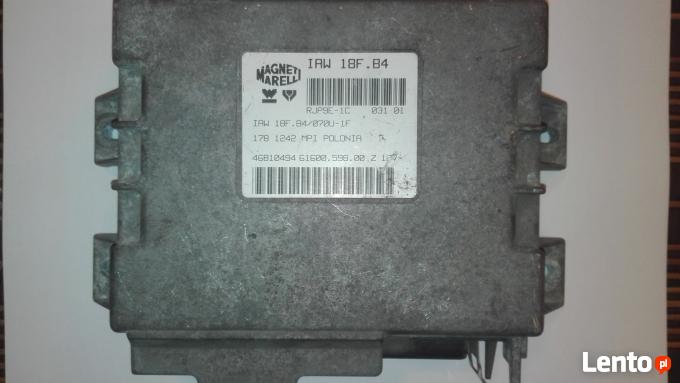 MAGNETI
MARELLI
IAW 18F.B4
RJP9E-1C 031 01
IAW 18F.B4/070U-1F
178 1242 MPI POLONIA
46810494 61600.598.00 Z
Lento.pl